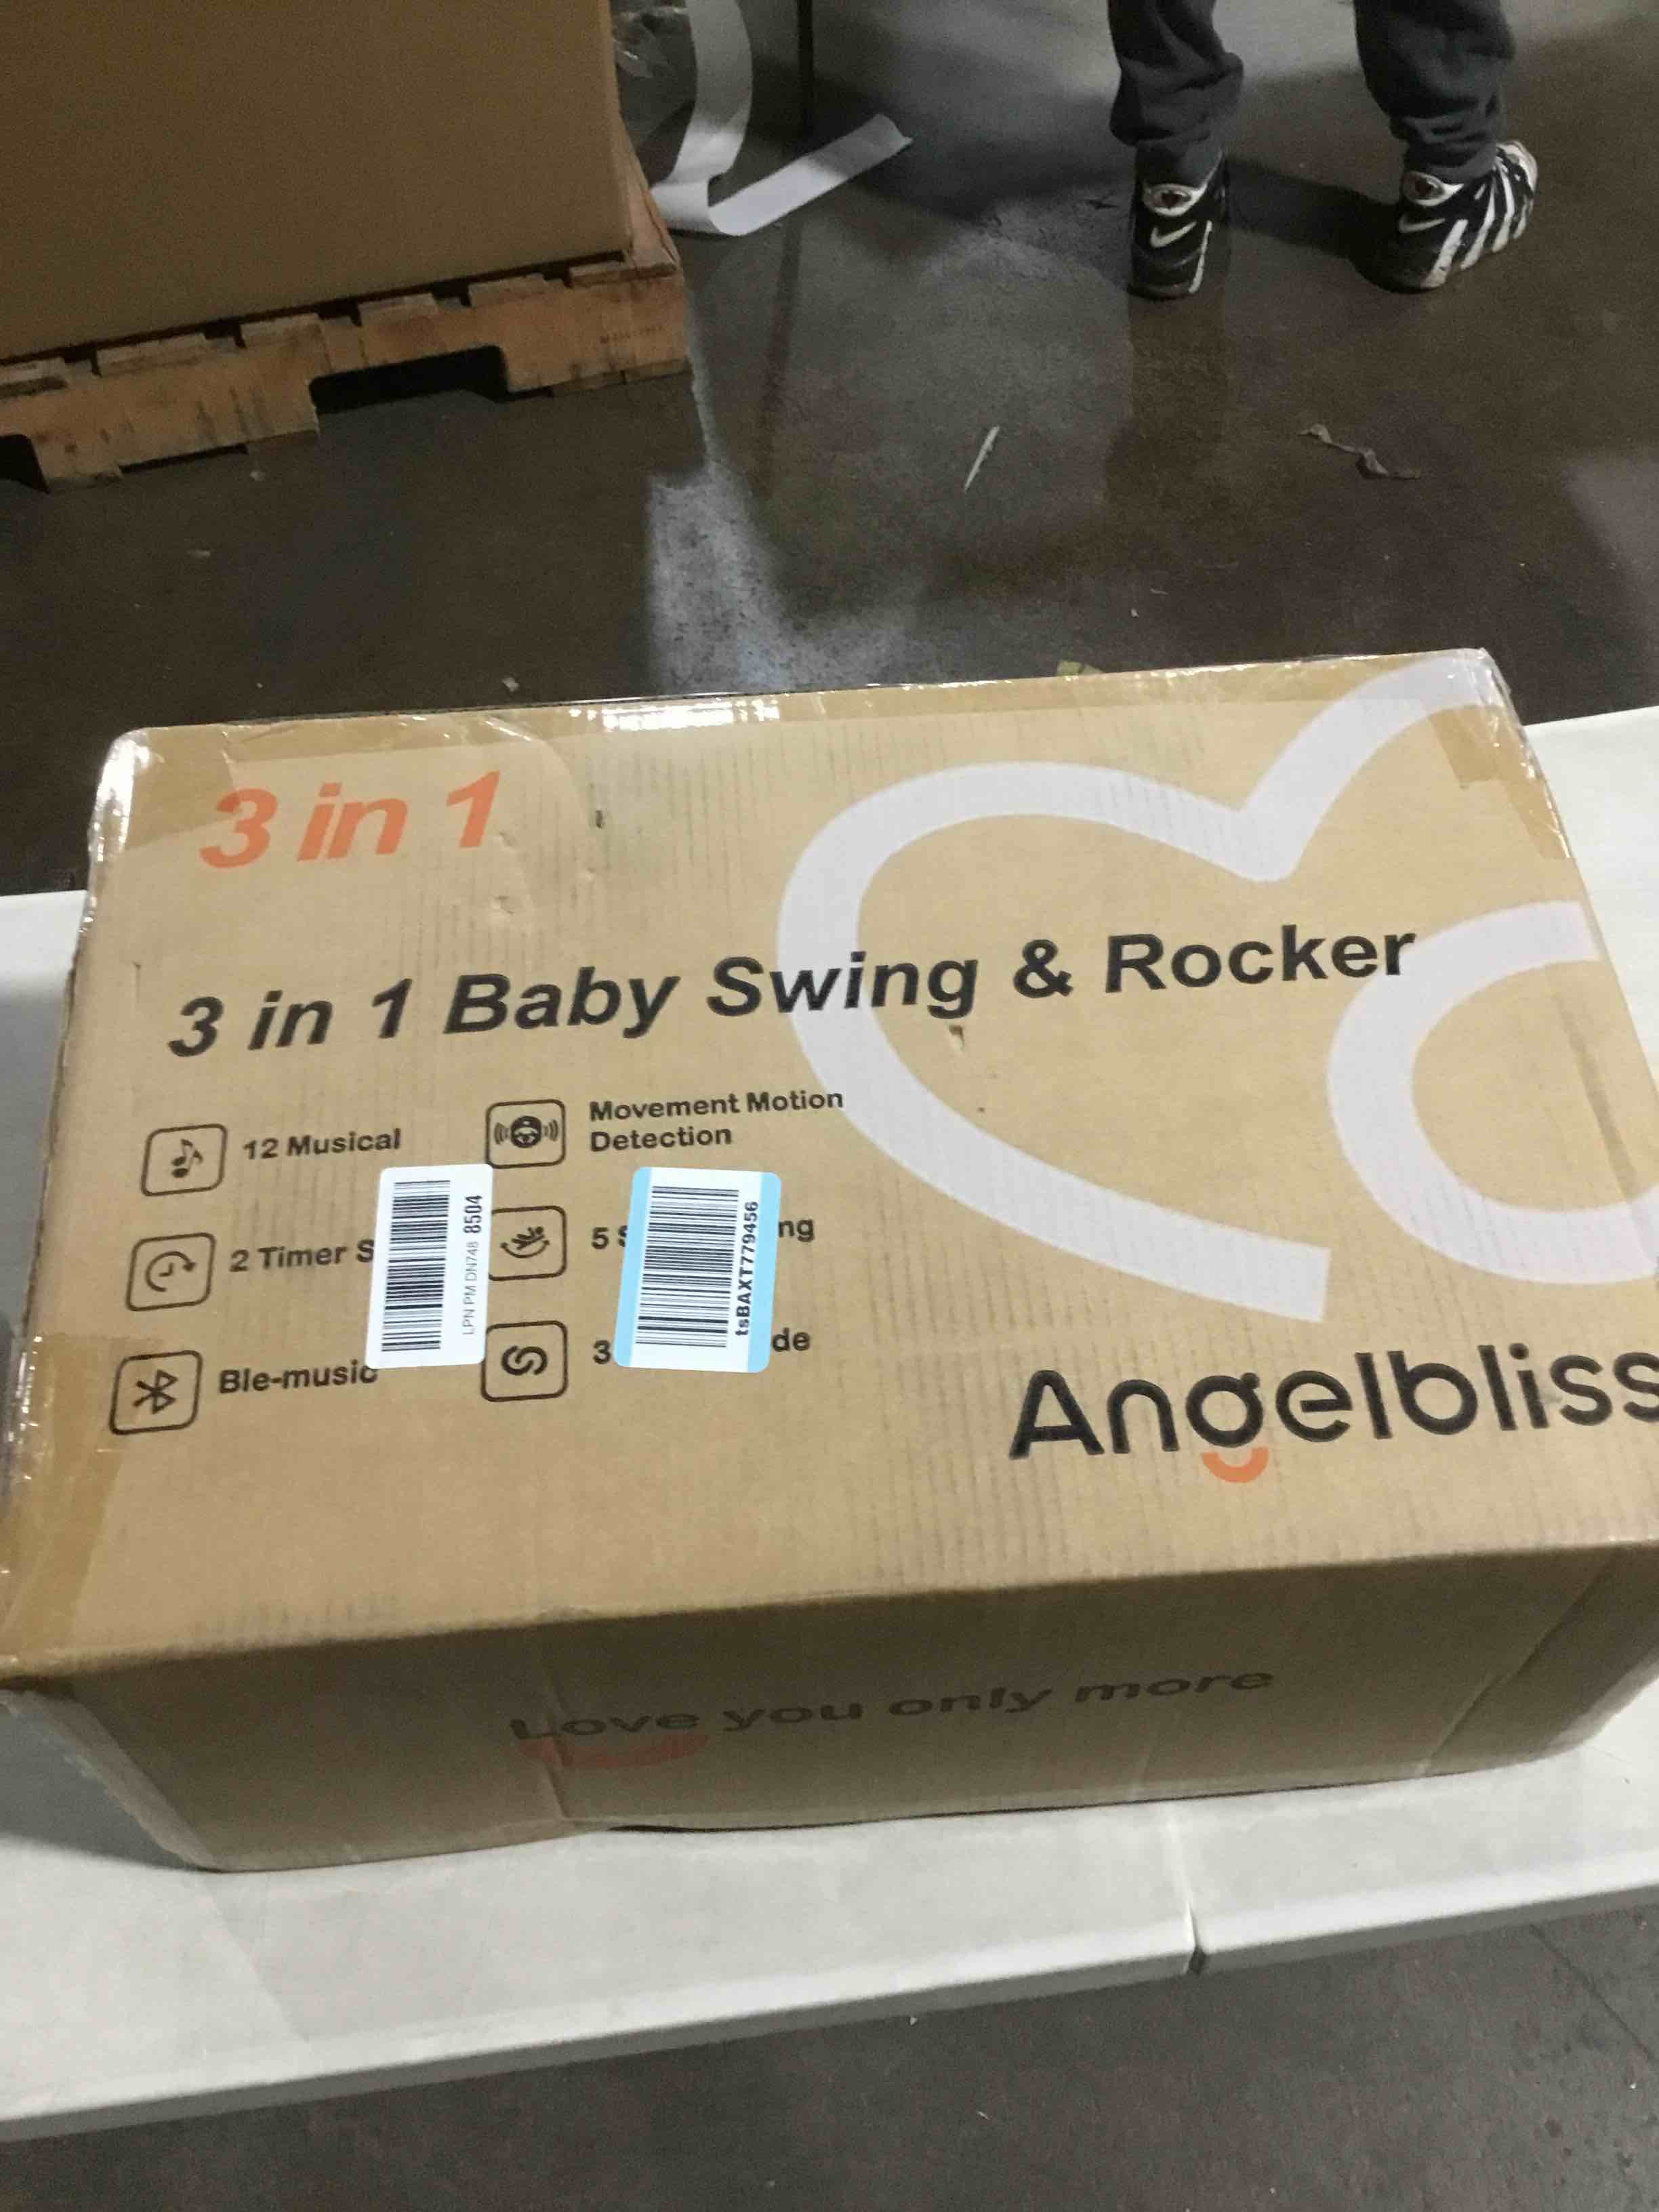 3 in 1
3 in 1 Baby Swing & Rocker
12 Musical
Movement Motion
Detection
2 Timer S
5 S
ng
Ble-music
3
de
LPN PM DN748 8504
tsBAXT779456
Angelbliss
Love you only more